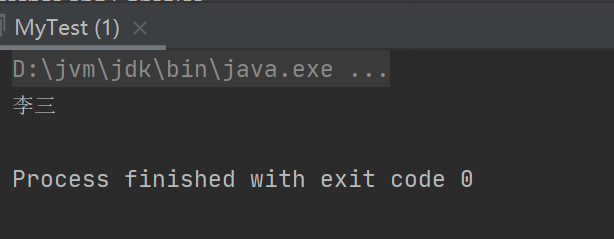 MyTest (1)
D:\jvm\jdk\bin\java.exe ...
李三
Process finished with exit code 0